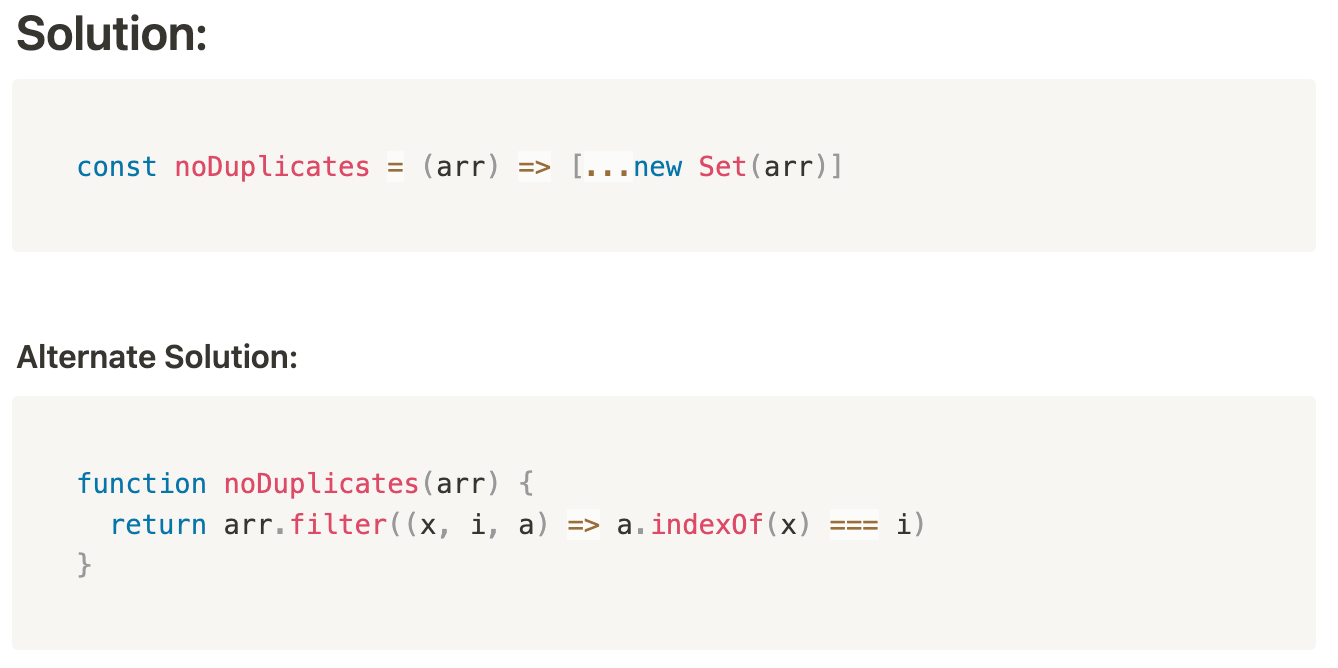 Solution:
const noDuplicates = (arr) => [...new Set(arr)]
Alternate Solution:
function noDuplicates(arr) {
  return arr.filter((x, i, a) => a.indexOf(x) === i)
}